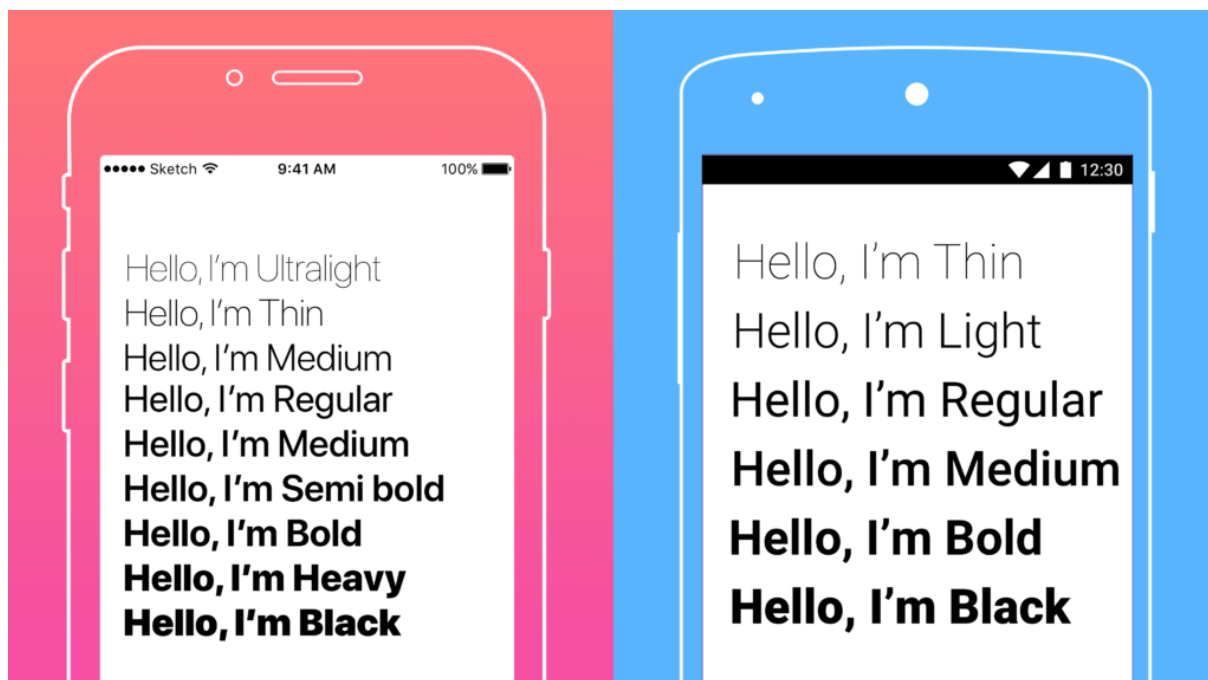 ●●●●● Sketch 9:41 AM 100%
Hello, I’m Ultralight
Hello, I’m Thin
Hello, I’m Medium
Hello, I’m Regular
Hello, I’m Medium
Hello, I’m Semi bold
Hello, I’m Bold
Hello, I’m Heavy
Hello, I’m Black
12:30
Hello, I’m Thin
Hello, I’m Light
Hello, I’m Regular
Hello, I’m Medium
Hello, I’m Bold
Hello, I’m Black